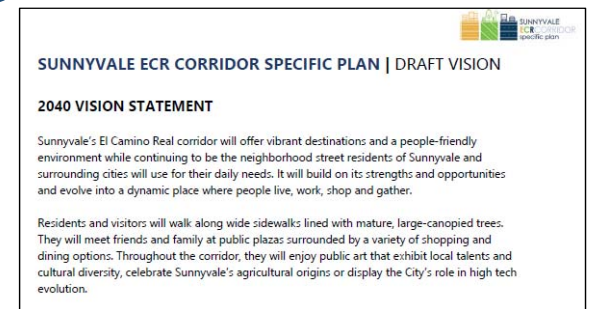 SUNNYVALE
ECRCORRIDOR
specific plan
SUNNYVALE ECR CORRIDOR SPECIFIC PLAN | DRAFT VISION
2040 VISION STATEMENT
Sunnyvale's El Camino Real corridor will offer vibrant destinations and a people-friendly
environment while continuing to be the neighborhood street residents of Sunnyvale and
surrounding cities will use for their daily needs. It will build on its strengths and opportunities
and evolve into a dynamic place where people live, work, shop and gather.
Residents and visitors will walk along wide sidewalks lined with mature, large-canopied trees.
They will meet friends and family at public plazas surrounded by a variety of shopping and
dining options. Throughout the corridor, they will enjoy public art that exhibit local talents and
cultural diversity, celebrate Sunnyvale's agricultural origins or display the City's role in high tech
evolution.